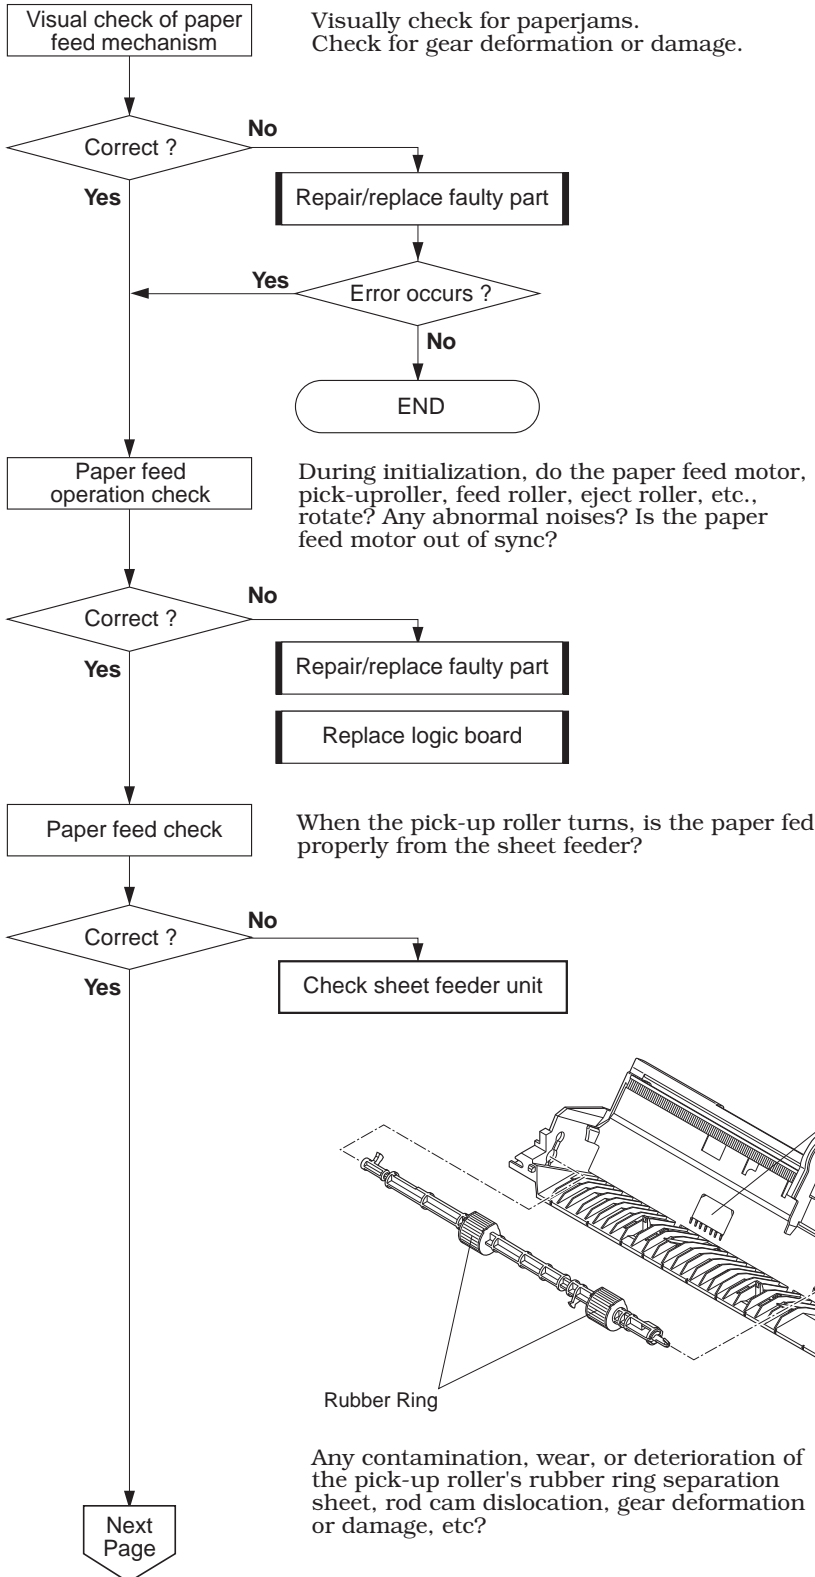 Visual check of paper
feed mechanism
Visually check for paperjams.
Check for gear deformation or damage.
Correct ?
No
Yes
Repair/replace faulty part
Error occurs ?
Yes
No
END
Paper feed
operation check
During initialization, do the paper feed motor,
pick-uproller, feed roller, eject roller, etc.,
rotate? Any abnormal noises? Is the paper
feed motor out of sync?
Correct ?
No
Yes
Repair/replace faulty part
Replace logic board
Paper feed check
When the pick-up roller turns, is the paper fed
properly from the sheet feeder?
Correct ?
No
Yes
Check sheet feeder unit
Rubber Ring
Any contamination, wear, or deterioration of
the pick-up roller's rubber ring separation
sheet, rod cam dislocation, gear deformation
or damage, etc?
Next
Page